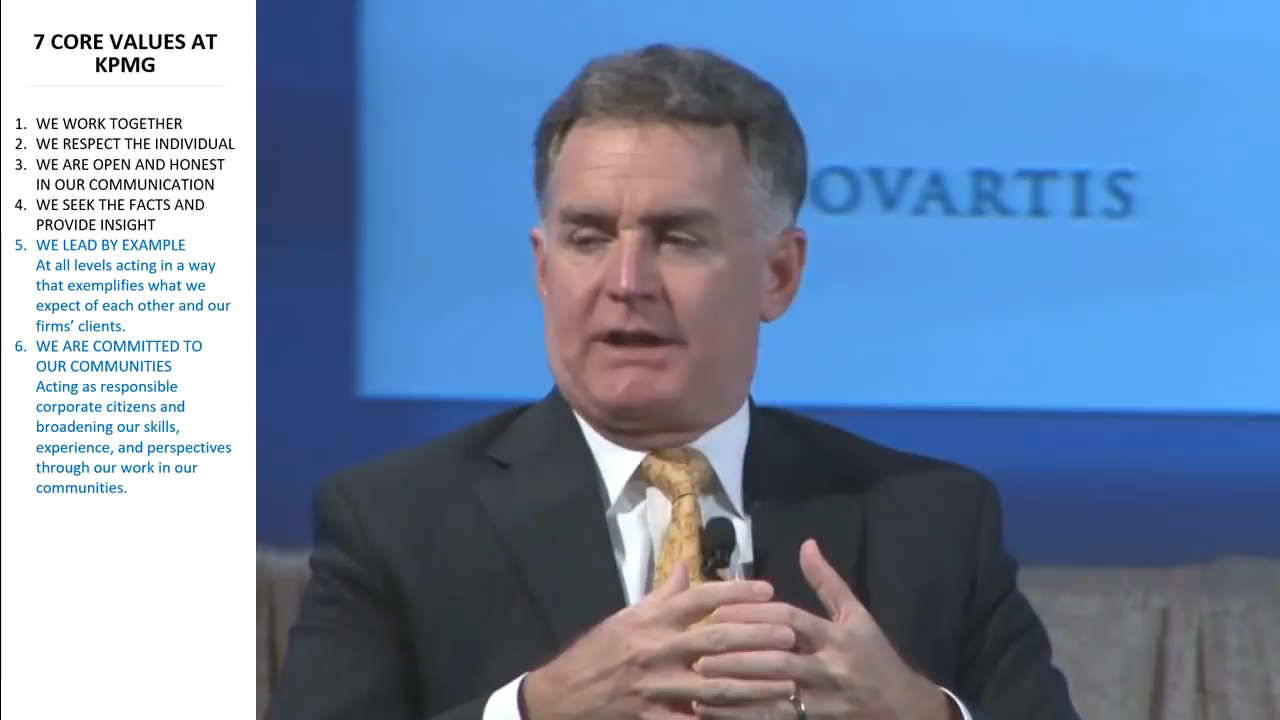 7 CORE VALUES AT
KPMG
1. WE WORK TOGETHER
2. WE RESPECT THE INDIVIDUAL
3. WE ARE OPEN AND HONEST
IN OUR COMMUNICATION
4. WE SEEK THE FACTS AND
PROVIDE INSIGHT
5. WE LEAD BY EXAMPLE
At all levels acting in a way
that exemplifies what we
expect of each other and our
firms’ clients.
6. WE ARE COMMITTED TO
OUR COMMUNITIES
Acting as responsible
corporate citizens and
broadening our skills,
experience, and perspectives
through our work in our
communities.
OVARTIS